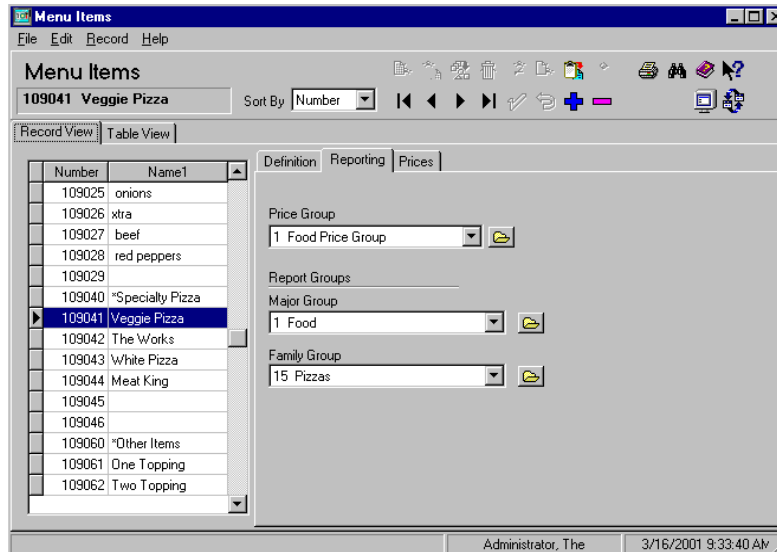 Menu Items
File Edit Record Help
Menu Items
109041 Veggie Pizza
Sort By Number
Record View Table View
Definition Reporting Prices
Number Name1
109025 onions
109026 xtra
109027 beef
109028 red peppers
109029
109040 *Specialty Pizza
109041 Veggie Pizza
109042 The Works
109043 White Pizza
109044 Meat King
109045
109046
109060 *Other Items
109061 One Topping
109062 Two Topping
Price Group
1 Food Price Group
Report Groups
Major Group
1 Food
Family Group
15 Pizzas
Administrator, The 3/16/2001 9:33:40 AM